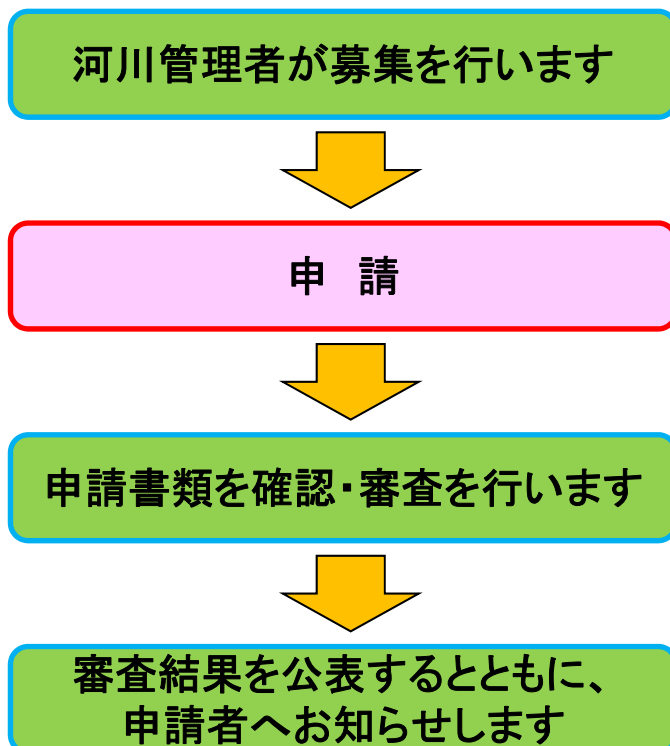 河川管理者が募集を行います
申　請
申請書類を確認・審査を行います
審査結果を公表するとともに、
申請者へお知らせします